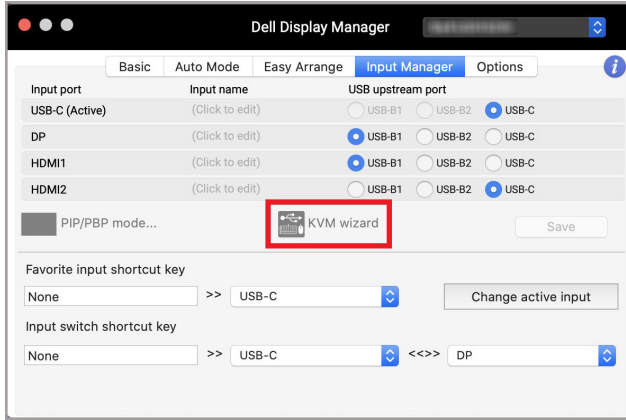 Dell Display Manager
Basic Auto Mode Easy Arrange Input Manager Options i
Input port Input name USB upstream port
USB-C (Active) (Click to edit) USB-B1 USB-B2 USB-C
DP (Click to edit) USB-B1 USB-B2 USB-C
HDMI1 (Click to edit) USB-B1 USB-B2 USB-C
HDMI2 (Click to edit) USB-B1 USB-B2 USB-C
PIP/PBP mode... KVM wizard Save
Favorite input shortcut key
None >> USB-C Change active input
Input switch shortcut key
None >> USB-C <<>> DP